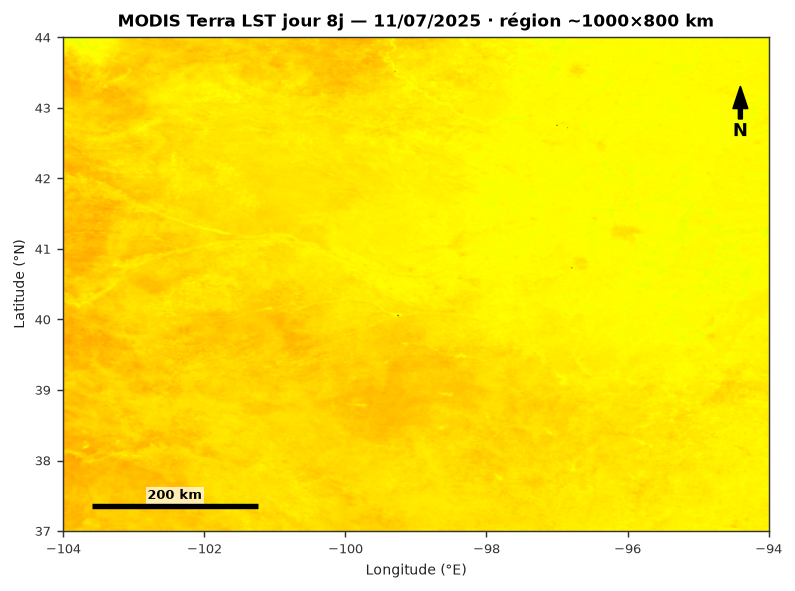 MODIS Terra LST jour 8j — 11/07/2025 · région ~1000×800 km
44
43
42
41
40
39
38
37
Latitude (°N)
N
200 km
−104
−102
−100
−98
−96
−94
Longitude (°E)